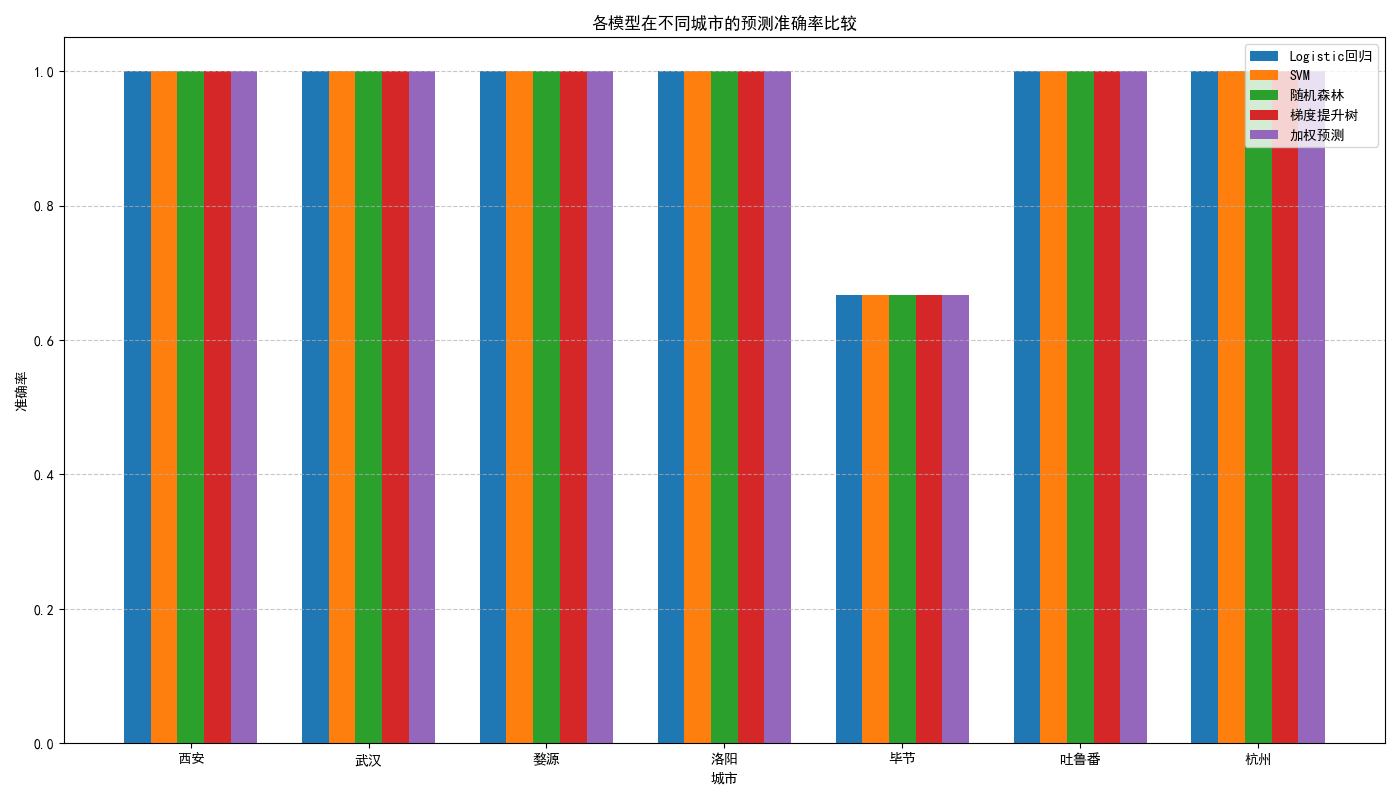 各模型在不同城市的预测准确率比较
Logistic回归
SVM
随机森林
梯度提升树
加权预测
准确率
1.0
0.8
0.6
0.4
0.2
0.0
西安
武汉
婺源
洛阳
毕节
吐鲁番
杭州
城市